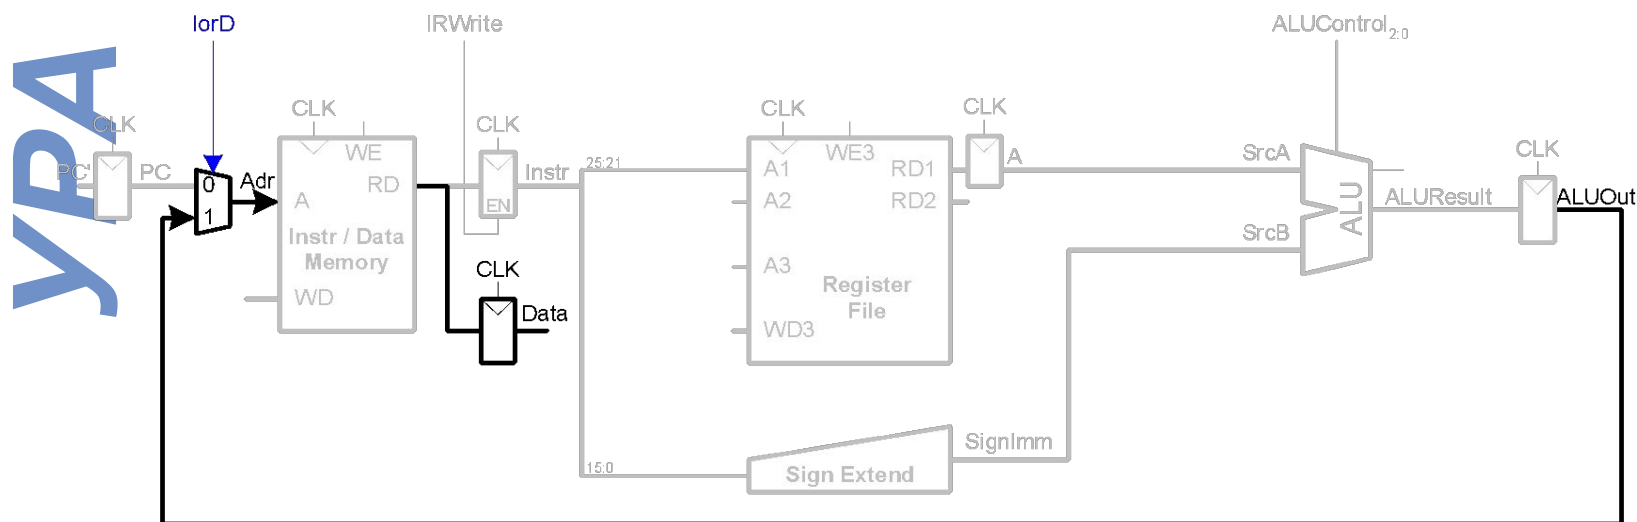 IorD
IRWrite
ALUControl2:0
УРА
CLK
CLK
CLK
CLK
CLK
CLK
PC'
PC
0
1
Adr
WE
RD
A
Instr / Data
Memory
WD
EN
Instr
CLK
Data
25:21
A1
A2
A3
WD3
WE3
RD1
RD2
Register
File
A
SrcA
SrcB
ALU
ALUResult
ALUOut
15:0
Sign Extend
SignImm